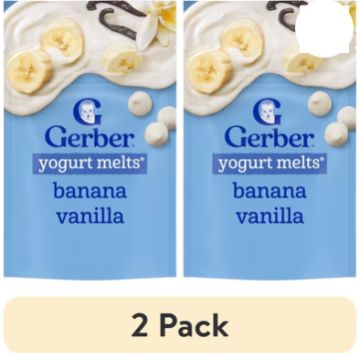 Gerber®
yogurt melts®
banana
vanilla
Gerber®
yogurt melts®
banana
vanilla
2 Pack